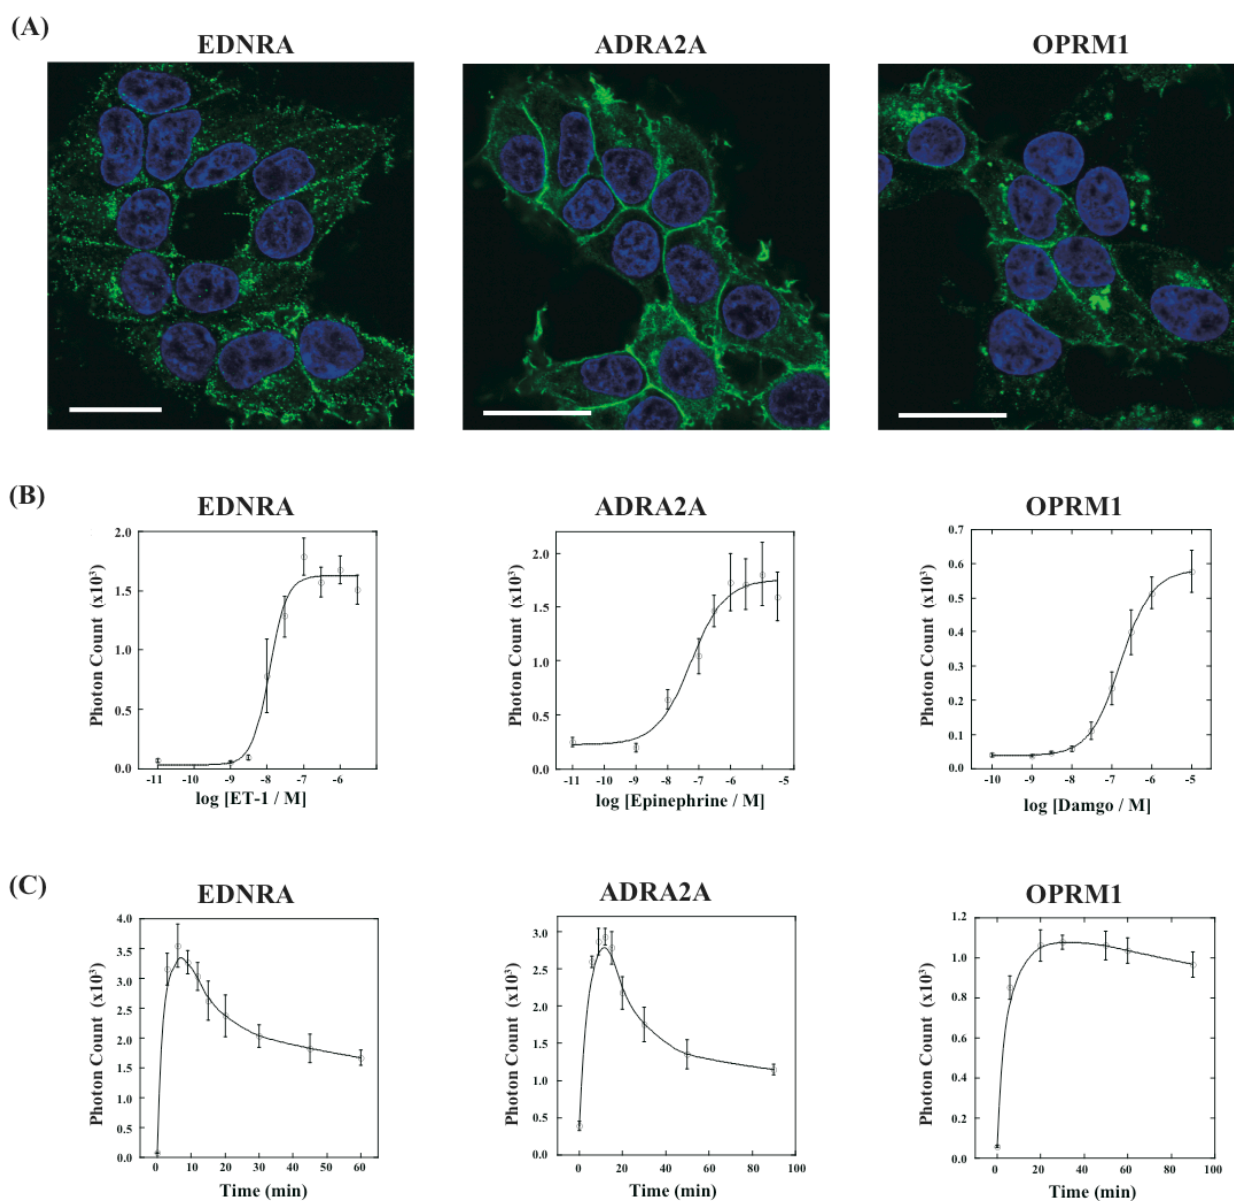 (A)
EDNRA ADRA2A OPRM1
(B)
EDNRA ADRA2A OPRM1
Photon Count (x10³)
2.0
1.5
1.0
0.5
0.0
-11 -10 -9 -8 -7 -6
log [ET-1 / M]
Photon Count (x10³)
2.0
1.5
1.0
0.5
0.0
-11 -10 -9 -8 -7 -6 -5
log [Epinephrine / M]
Photon Count (x10³)
0.7
0.6
0.5
0.4
0.3
0.2
0.1
0.0
-10 -9 -8 -7 -6 -5
log [Damgo / M]
(C)
EDNRA ADRA2A OPRM1
Photon Count (x10³)
4.0
3.5
3.0
2.5
2.0
1.5
1.0
0.5
0.0
0 10 20 30 40 50 60
Time (min)
Photon Count (x10³)
3.0
2.5
2.0
1.5
1.0
0.5
0.0
0 20 40 60 80 100
Time (min)
Photon Count (x10³)
1.2
1.0
0.8
0.6
0.4
0.2
0.0
0 20 40 60 80 100
Time (min)